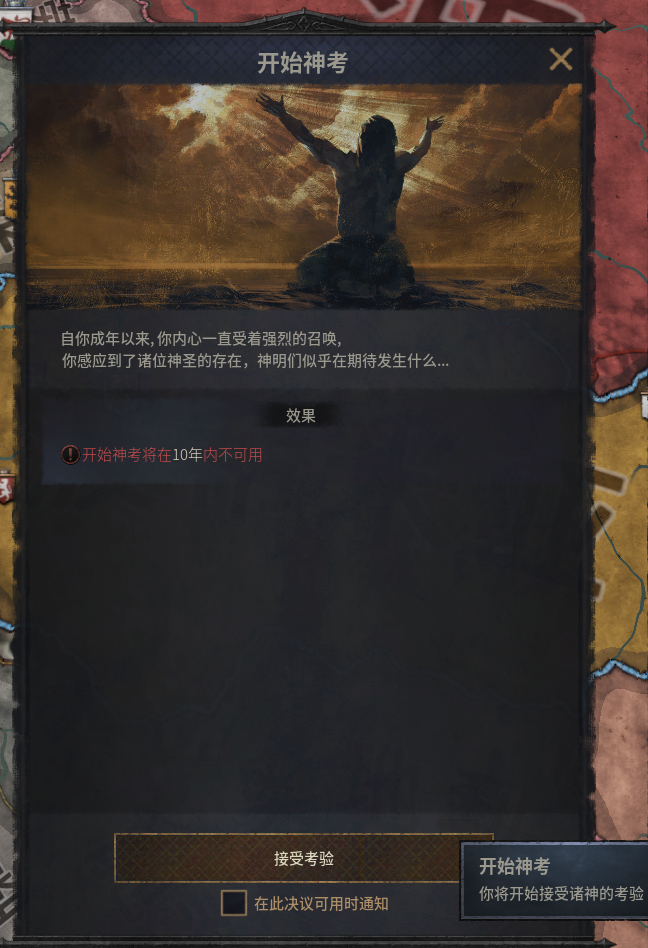 开始神考
自你成年以来,你内心一直受着强烈的召唤,
你感应到了诸位神圣的存在，神明们似乎在期待发生什么...
效果
开始神考将在10年内不可用
接受考验
开始神考
你将开始接受诸神的考验
在此决议可用时通知